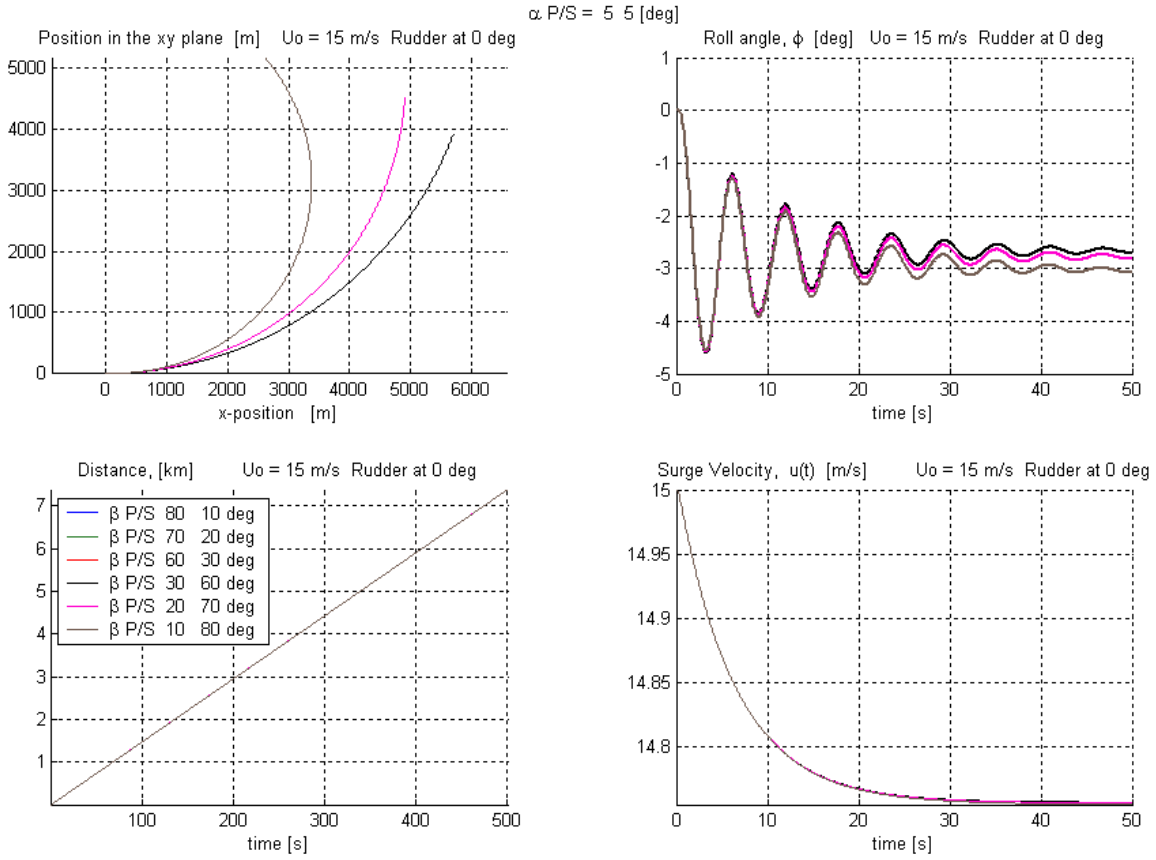 α P/S = 5 5 [deg]
Position in the xy plane [m] Uo = 15 m/s Rudder at 0 deg
5000
4000
3000
2000
1000
0
0 1000 2000 3000 4000 5000 6000
x-position [m]
Roll angle, ϕ [deg] Uo = 15 m/s Rudder at 0 deg
1
0
-1
-2
-3
-4
-5
0 10 20 30 40 50
time [s]
Distance, [km] Uo = 15 m/s Rudder at 0 deg
7
6
5
4
3
2
1
β P/S 80 10 deg
β P/S 70 20 deg
β P/S 60 30 deg
β P/S 30 60 deg
β P/S 20 70 deg
β P/S 10 80 deg
100 200 300 400 500
time [s]
Surge Velocity, u(t) [m/s] Uo = 15 m/s Rudder at 0 deg
15
14.95
14.9
14.85
14.8
0 10 20 30 40 50
time [s]